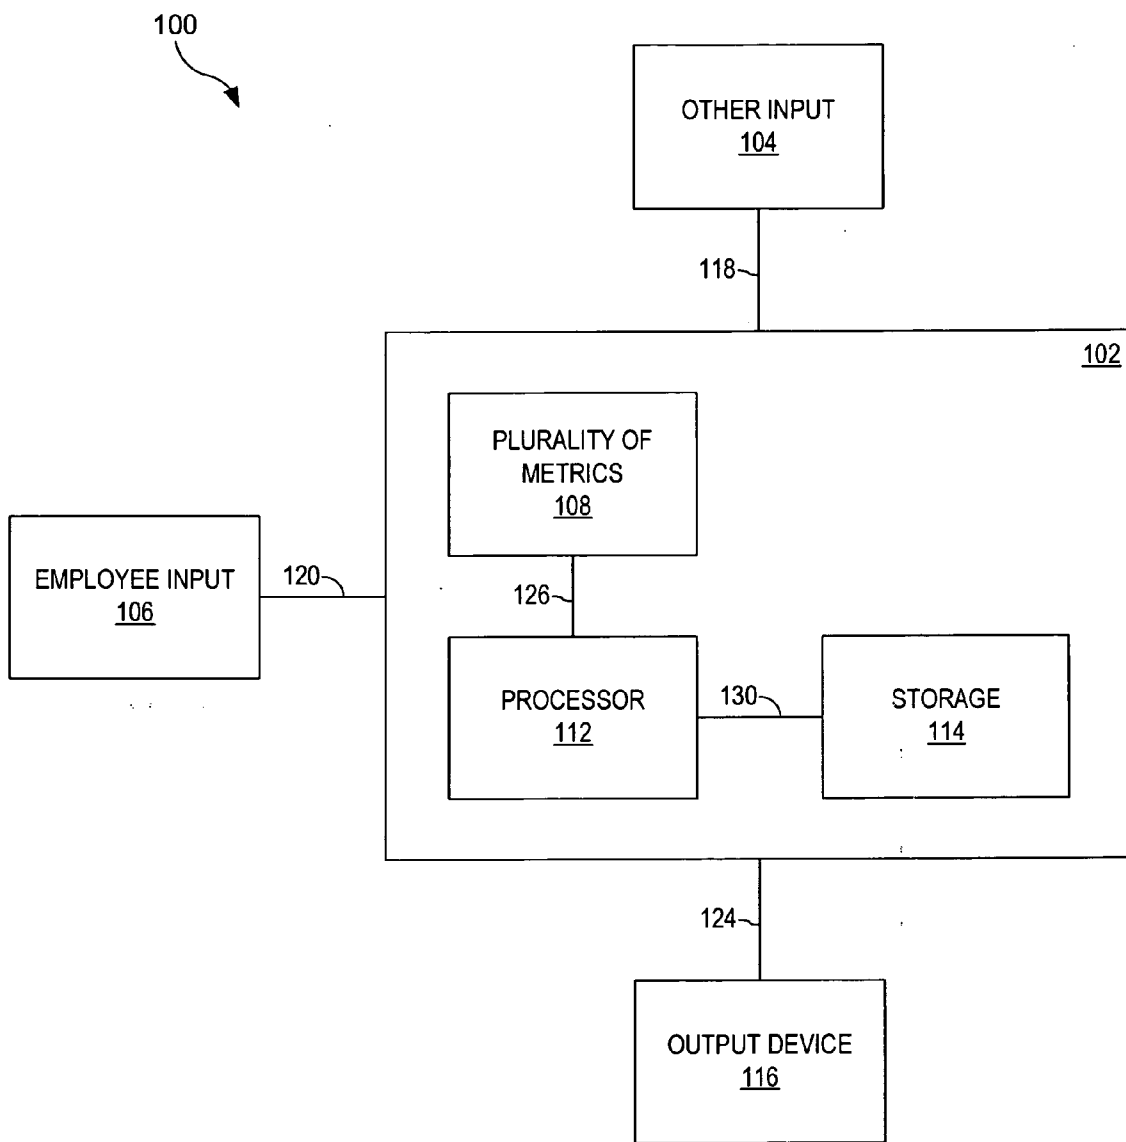 100
OTHER INPUT
104
118
102
PLURALITY OF
METRICS
108
EMPLOYEE INPUT
106
120
126
PROCESSOR
112
130
STORAGE
114
124
OUTPUT DEVICE
116